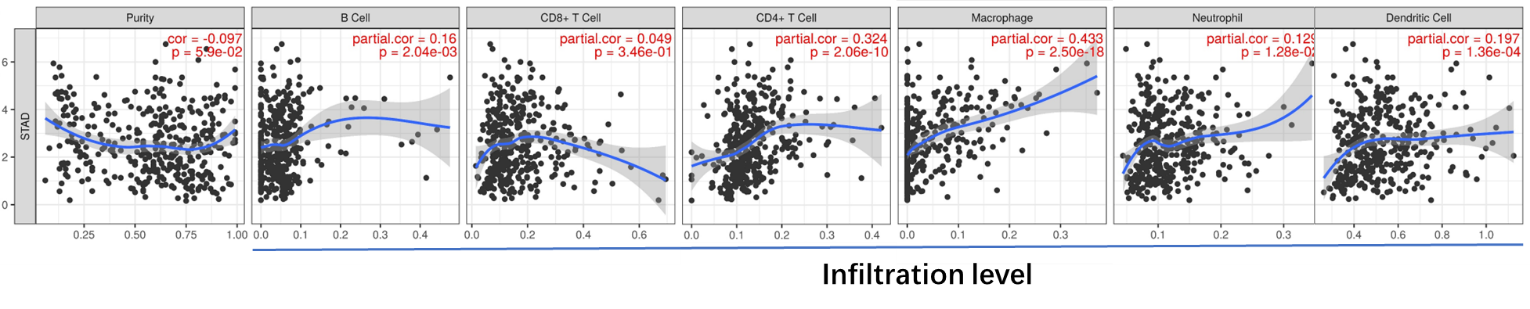 Purity
B Cell
CD8+ T Cell
CD4+ T Cell
Macrophage
Neutrophil
Dendritic Cell
cor = -0.097
p = 5.9e-02
partial.cor = 0.16
p = 2.04e-03
partial.cor = 0.049
p = 3.46e-01
partial.cor = 0.324
p = 2.06e-10
partial.cor = 0.433
p = 2.50e-18
partial.cor = 0.129
p = 1.28e-02
partial.cor = 0.197
p = 1.36e-04
STAD
6
4
2
0
0.25 0.50 0.75 1.00
0.0 0.1 0.2 0.3 0.4
0.0 0.2 0.4 0.6
0.0 0.1 0.2 0.3 0.4
0.0 0.1 0.2 0.3
0.1 0.2 0.3
0.4 0.6 0.8 1.0
Infiltration level